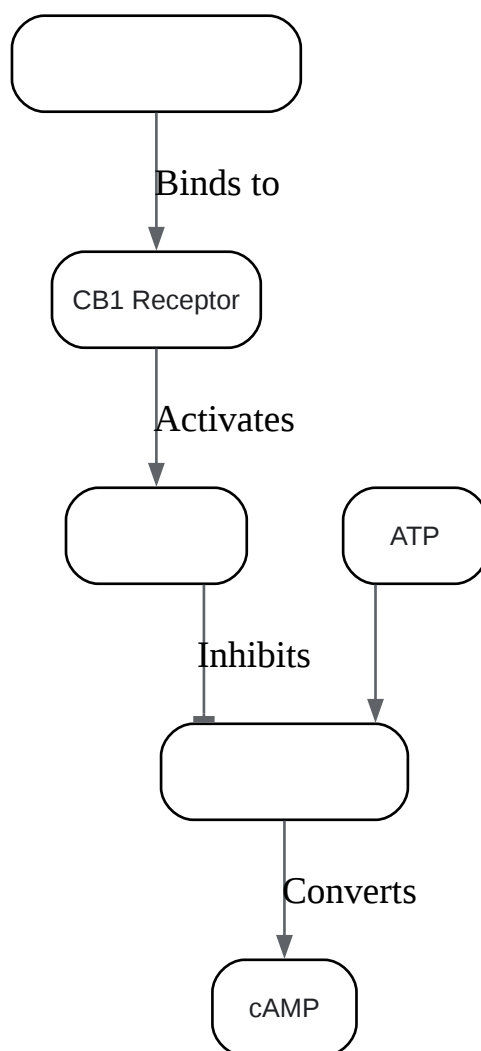 Binds to
CB1 Receptor
Activates
ATP
Inhibits
Converts
cAMP